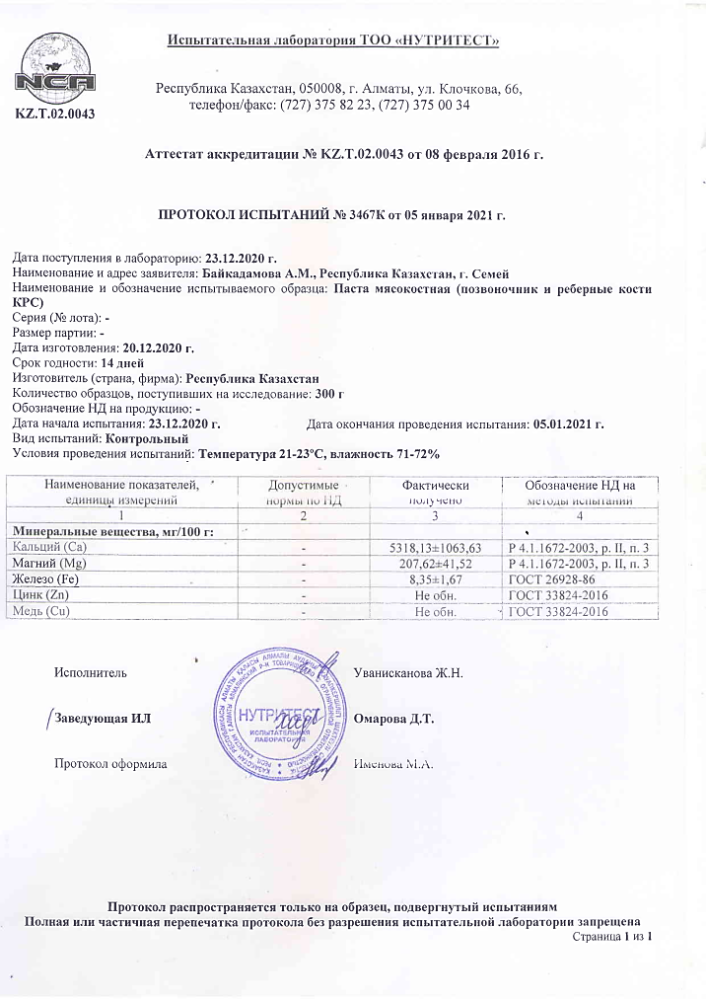 Испытательная лаборатория ТОО «НУТРИТЕСТ»
NCA
KZ.T.02.0043
Республика Казахстан, 050008, г. Алматы, ул. Клочкова, 66,
телефон/факс: (727) 375 82 23, (727) 375 00 34
Аттестат аккредитации № KZ.T.02.0043 от 08 февраля 2016 г.
ПРОТОКОЛ ИСПЫТАНИЙ № 3467К от 05 января 2021 г.
Дата поступления в лабораторию: 23.12.2020 г.
Наименование и адрес заявителя: Байкадамова А.М., Республика Казахстан, г. Семей
Наименование и обозначение испытываемого образца: Паста мясокостная (позвоночник и реберные кости
КРС)
Серия (№ лота): -
Размер партии: -
Дата изготовления: 20.12.2020 г.
Срок годности: 14 дней
Изготовитель (страна, фирма): Республика Казахстан
Количество образцов, поступивших на исследование: 300 г
Обозначение НД на продукцию: -
Дата начала испытания: 23.12.2020 г. Дата окончания проведения испытания: 05.01.2021 г.
Вид испытаний: Контрольный
Условия проведения испытаний: Температура 21-23ºС, влажность 71-72%
Наименование показателей, Допустимые Фактически Обозначение НД на
единицы измерений нормы по НД получено методы испытаний
1 2 3 4
Минеральные вещества, мг/100 г:
Кальций (Ca) - 5318,13±1063,63 Р 4.1.1672-2003, р. II, п. 3
Магний (Mg) - 207,62±41,52 Р 4.1.1672-2003, р. II, п. 3
Железо (Fe) - 8,35±1,67 ГОСТ 26928-86
Цинк (Zn) - Не обн. ГОСТ 33824-2016
Медь (Cu) - Не обн. ГОСТ 33824-2016
Исполнитель Уванисканова Ж.Н.
НУТРИТЕСТ
ИСПЫТАТЕЛЬНАЯ
ЛАБОРАТОРИЯ
Заведующая ИЛ Омарова Д.Т.
Протокол оформила Именова М.А.
Протокол распространяется только на образец, подвергнутый испытаниям
Полная или частичная перепечатка протокола без разрешения испытательной лаборатории запрещена
Страница 1 из 1